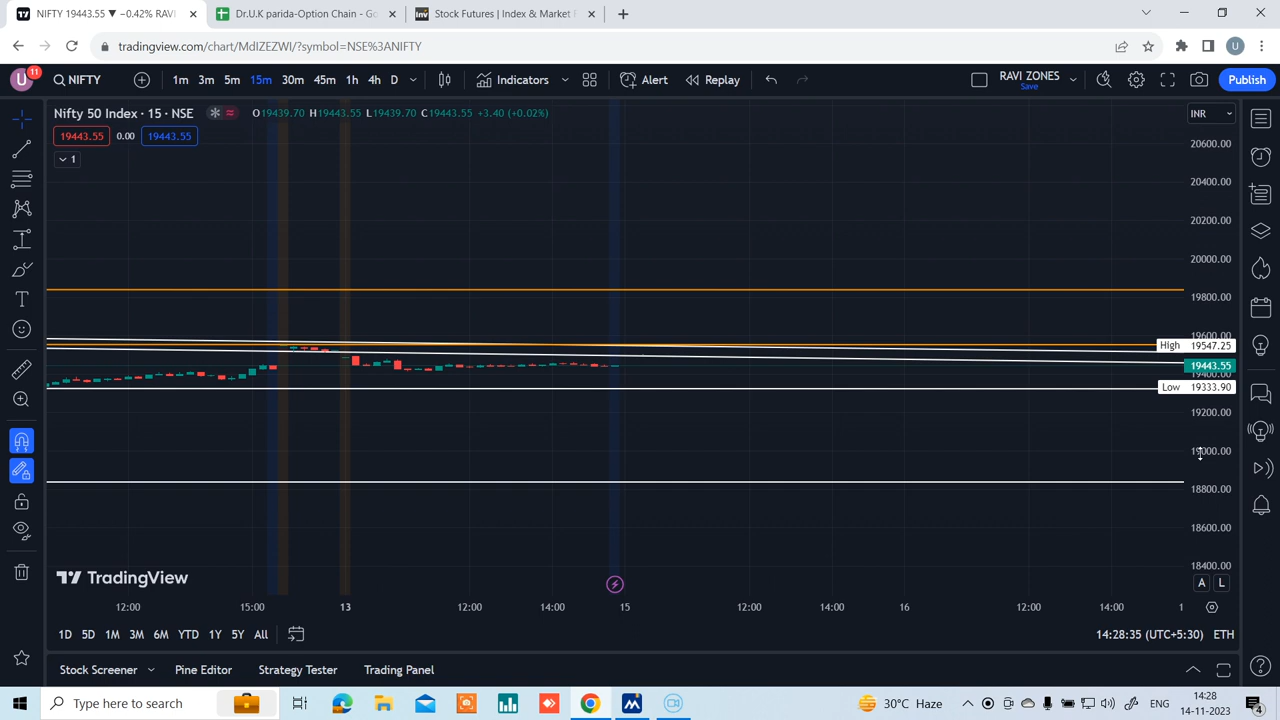 NIFTY 19443.55 ▼ −0.42% RAVI
Dr.U.K parida-Option Chain - Go
Stock Futures | Index & Market F
tradingview.com/chart/MdIZEZWI/?symbol=NSE%3ANIFTY
U
U
11
NIFTY
1m 3m 5m 15m 30m 45m 1h 4h D
Indicators
Alert
Replay
RAVI ZONES
Save
Publish
Nifty 50 Index · 15 · NSE
O19439.70 H19443.55 L19439.70 C19443.55 +3.40 (+0.02%)
INR
19443.55 0.00 19443.55
1
20600.00
20400.00
20200.00
20000.00
19800.00
19600.00
High 19547.25
19443.55
19400.00
Low 19333.90
19200.00
19000.00
18800.00
18600.00
18400.00
TradingView
A L
12:00 15:00 13 12:00 14:00 15 12:00 14:00 16 12:00 14:00 1
1D 5D 1M 3M 6M YTD 1Y 5Y All
14:28:35 (UTC+5:30) ETH
Stock Screener Pine Editor Strategy Tester Trading Panel
Type here to search
30°C Haze
ENG
14:28
14-11-2023
4